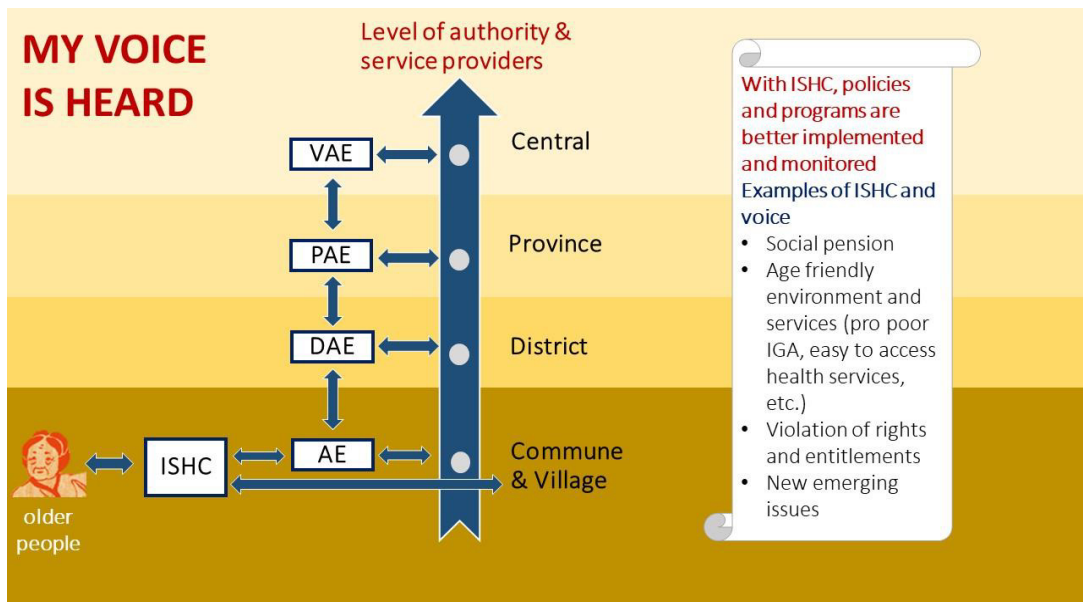 MY VOICE
IS HEARD
Level of authority &
service providers
VAE
Central
PAE
Province
DAE
District
AE
ISHC
Commune
& Village
older
people
With ISHC, policies
and programs are
better implemented
and monitored
Examples of ISHC and
voice
• Social pension
• Age friendly
environment and
services (pro poor
IGA, easy to access
health services,
etc.)
• Violation of rights
and entitlements
• New emerging
issues